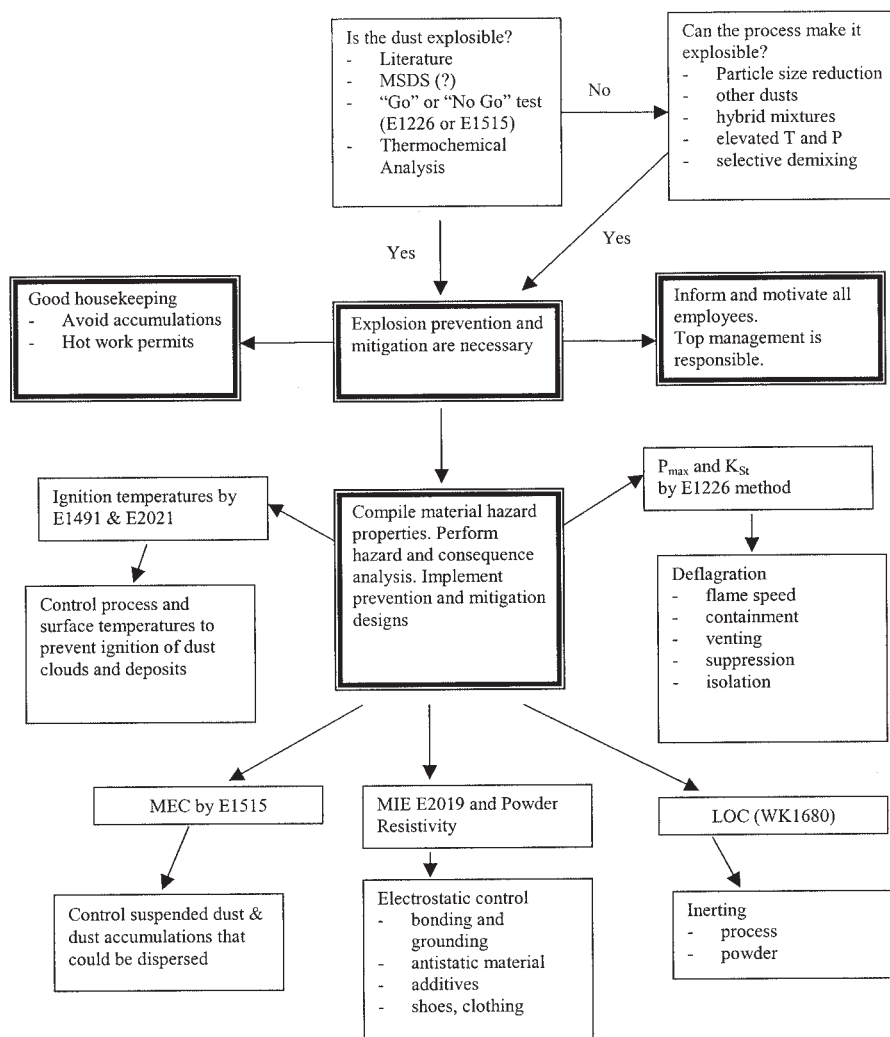 Is the dust explosible?
- Literature
- MSDS (?)
- “Go” or “No Go” test
(E1226 or E1515)
- Thermochemical
Analysis
No
Can the process make it
explosible?
- Particle size reduction
- other dusts
- hybrid mixtures
- elevated T and P
- selective demixing
Yes
Yes
Good housekeeping
- Avoid accumulations
- Hot work permits
Explosion prevention and
mitigation are necessary
Inform and motivate all
employees.
Top management is
responsible.
Ignition temperatures by
E1491 & E2021
Compile material hazard
properties. Perform
hazard and consequence
analysis. Implement
prevention and mitigation
designs
Pmax and KSt
by E1226 method
Control process and
surface temperatures to
prevent ignition of dust
clouds and deposits
Deflagration
- flame speed
- containment
- venting
- suppression
- isolation
MEC by E1515
MIE E2019 and Powder
Resistivity
LOC (WK1680)
Control suspended dust &
dust accumulations that
could be dispersed
Electrostatic control
- bonding and
grounding
- antistatic material
- additives
- shoes, clothing
Inerting
- process
- powder